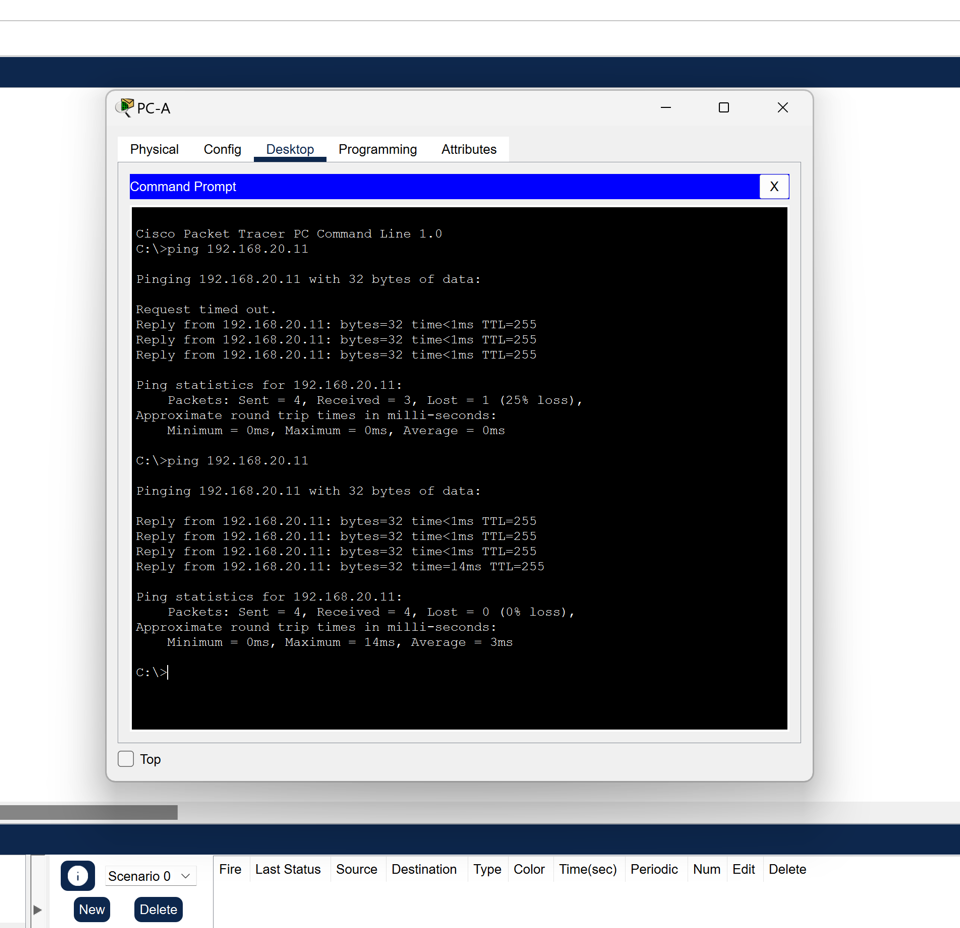 PC-A
Physical Config Desktop Programming Attributes
Command Prompt X
Cisco Packet Tracer PC Command Line 1.0
C:\>ping 192.168.20.11
Pinging 192.168.20.11 with 32 bytes of data:
Request timed out.
Reply from 192.168.20.11: bytes=32 time<1ms TTL=255
Reply from 192.168.20.11: bytes=32 time<1ms TTL=255
Reply from 192.168.20.11: bytes=32 time<1ms TTL=255
Ping statistics for 192.168.20.11:
Packets: Sent = 4, Received = 3, Lost = 1 (25% loss),
Approximate round trip times in milli-seconds:
Minimum = 0ms, Maximum = 0ms, Average = 0ms
C:\>ping 192.168.20.11
Pinging 192.168.20.11 with 32 bytes of data:
Reply from 192.168.20.11: bytes=32 time<1ms TTL=255
Reply from 192.168.20.11: bytes=32 time<1ms TTL=255
Reply from 192.168.20.11: bytes=32 time<1ms TTL=255
Reply from 192.168.20.11: bytes=32 time=14ms TTL=255
Ping statistics for 192.168.20.11:
Packets: Sent = 4, Received = 4, Lost = 0 (0% loss),
Approximate round trip times in milli-seconds:
Minimum = 0ms, Maximum = 14ms, Average = 3ms
C:\>
Top
Scenario 0
New Delete
Fire Last Status Source Destination Type Color Time(sec) Periodic Num Edit Delete